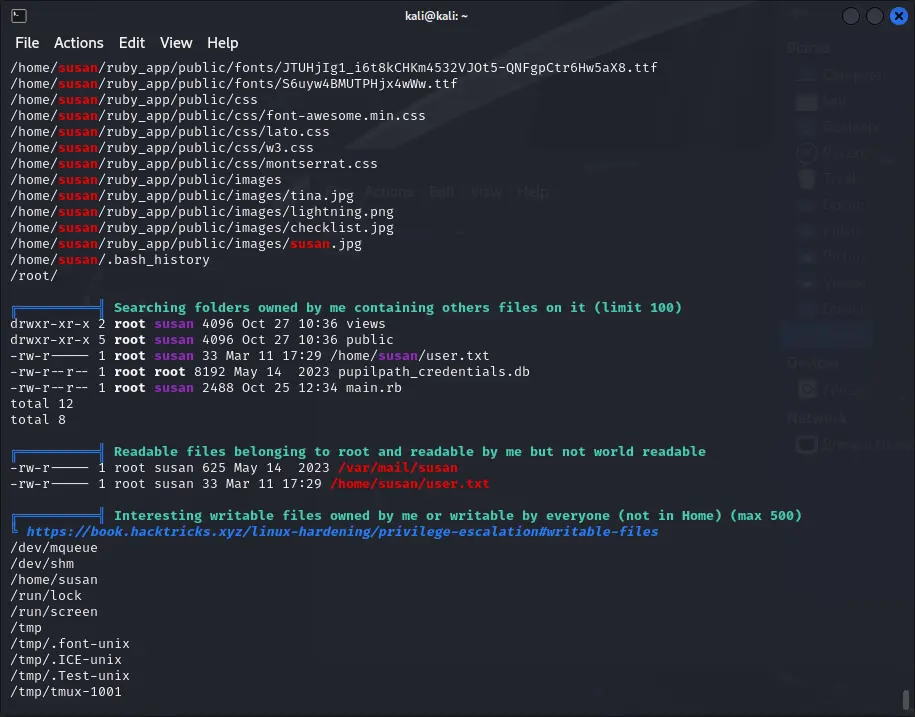 kali@kali: ~
File Actions Edit View Help
/home/susan/ruby_app/public/fonts/JTUHjIg1_i6t8kCHKm4532VJOt5-QNFgpCtr6Hw5aX8.ttf
/home/susan/ruby_app/public/fonts/S6uyw4BMUTPHjx4wWw.ttf
/home/susan/ruby_app/public/css
/home/susan/ruby_app/public/css/font-awesome.min.css
/home/susan/ruby_app/public/css/lato.css
/home/susan/ruby_app/public/css/w3.css
/home/susan/ruby_app/public/css/montserrat.css
/home/susan/ruby_app/public/images
/home/susan/ruby_app/public/images/tina.jpg
/home/susan/ruby_app/public/images/lightning.png
/home/susan/ruby_app/public/images/checklist.jpg
/home/susan/ruby_app/public/images/susan.jpg
/home/susan/.bash_history
/root/
Searching folders owned by me containing others files on it (limit 100)
drwxr-xr-x 2 root susan 4096 Oct 27 10:36 views
drwxr-xr-x 5 root susan 4096 Oct 27 10:36 public
-rw-r----- 1 root susan 33 Mar 11 17:29 /home/susan/user.txt
-rw-r--r-- 1 root root 8192 May 14  2023 pupilpath_credentials.db
-rw-r--r-- 1 root susan 2488 Oct 25 12:34 main.rb
total 12
total 8
Readable files belonging to root and readable by me but not world readable
-rw-r----- 1 root susan 625 May 14  2023 /var/mail/susan
-rw-r----- 1 root susan 33 Mar 11 17:29 /home/susan/user.txt
Interesting writable files owned by me or writable by everyone (not in Home) (max 500)
https://book.hacktricks.xyz/linux-hardening/privilege-escalation#writable-files
/dev/mqueue
/dev/shm
/home/susan
/run/lock
/run/screen
/tmp
/tmp/.font-unix
/tmp/.ICE-unix
/tmp/.Test-unix
/tmp/tmux-1001